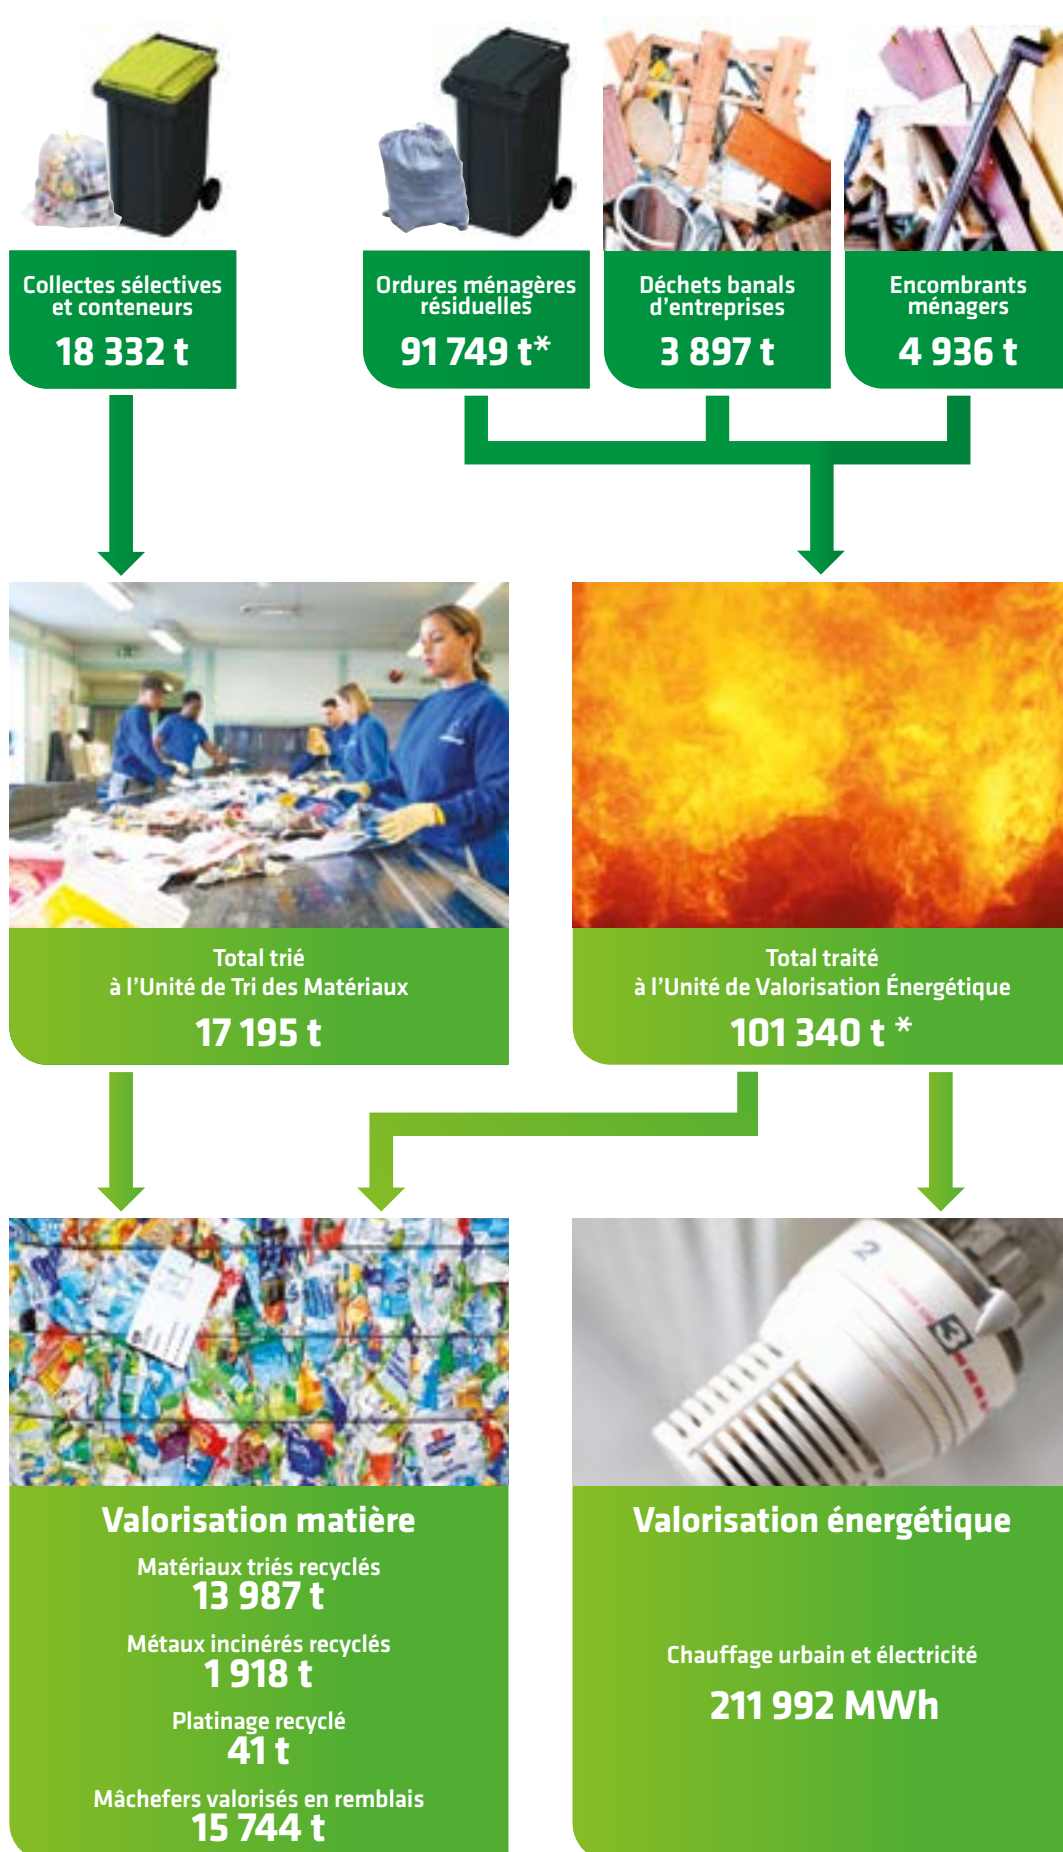 Collectes sélectives
et conteneurs
18 332 t
Ordures ménagères
résiduelles
91 749 t*
Déchets banals
d'entreprises
3 897 t
Encombrants
ménagers
4 936 t
Total trié
à l'Unité de Tri des Matériaux
17 195 t
Total traité
à l'Unité de Valorisation Énergétique
101 340 t *
2
3
Valorisation matière
Matériaux triés recyclés
13 987 t
Métaux incinérés recyclés
1 918 t
Platinage recyclé
41 t
Mâchefers valorisés en remblais
15 744 t
Valorisation énergétique
Chauffage urbain et électricité
211 992 MWh